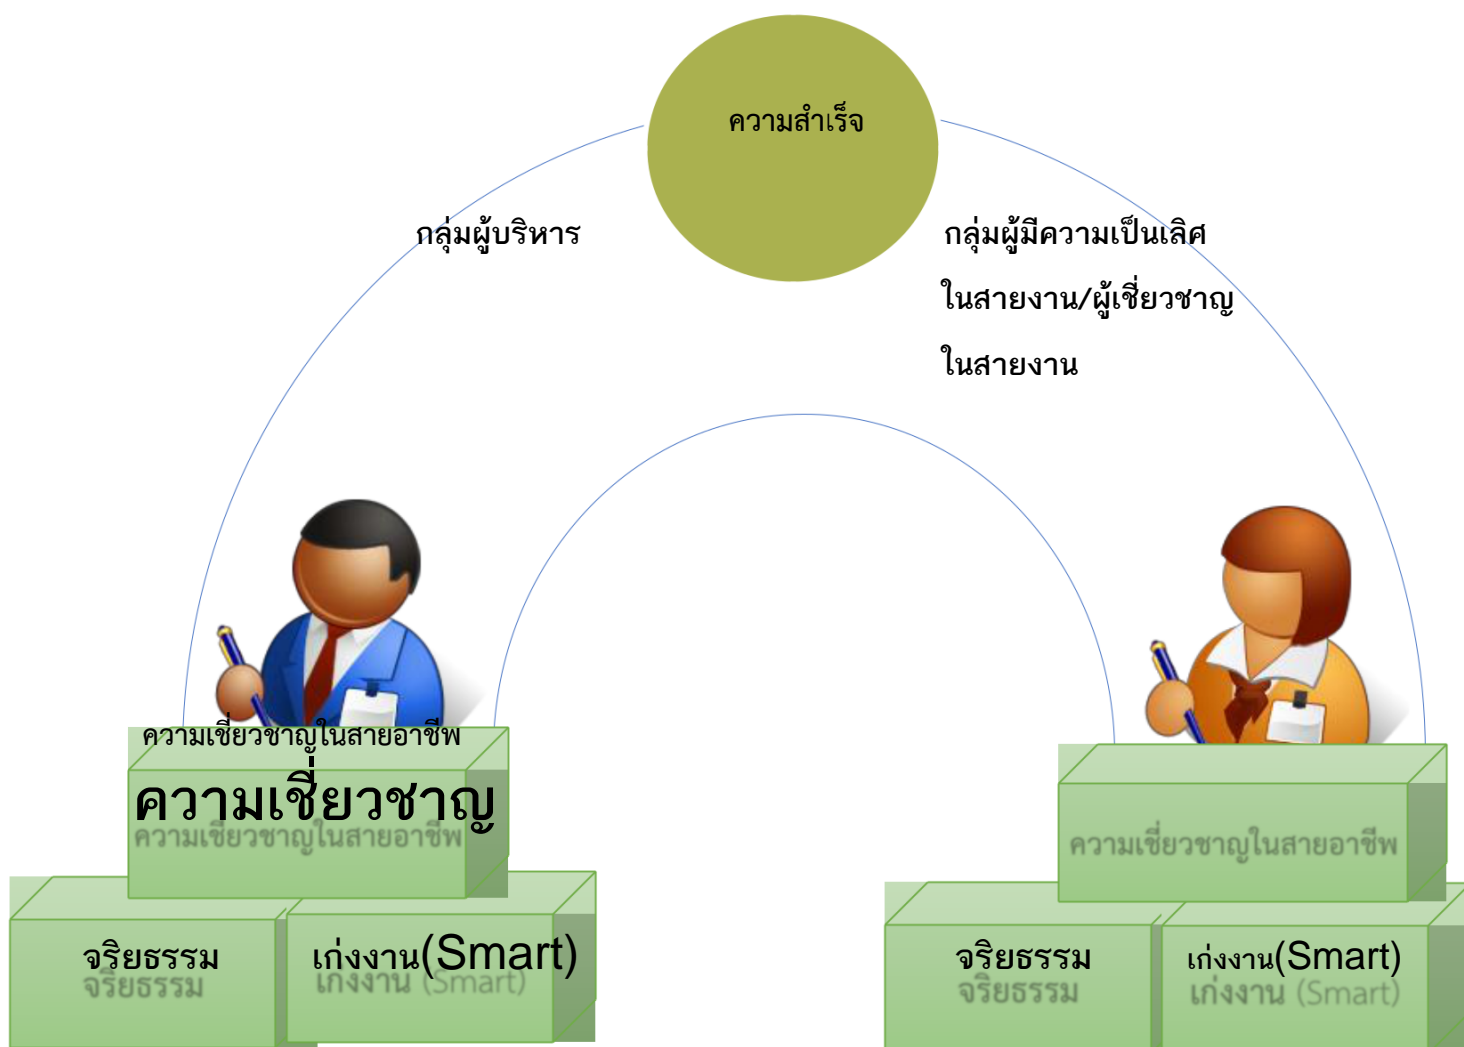 ความสำเร็จ
กลุ่มผู้บริหาร
กลุ่มผู้มีความเป็นเลิศ
ในสายงาน/ผู้เชี่ยวชาญ
ในสายงาน
ความเชี่ยวชาญในสายอาชีพ
ความเชี่ยวชาญ
ความเชี่ยวชาญในสายอาชีพ
ความเชี่ยวชาญในสายอาชีพ
จริยธรรม
เก่งงาน(Smart)
จริยธรรม
เก่งงาน (Smart)
จริยธรรม
เก่งงาน(Smart)
จริยธรรม
เก่งงาน (Smart)